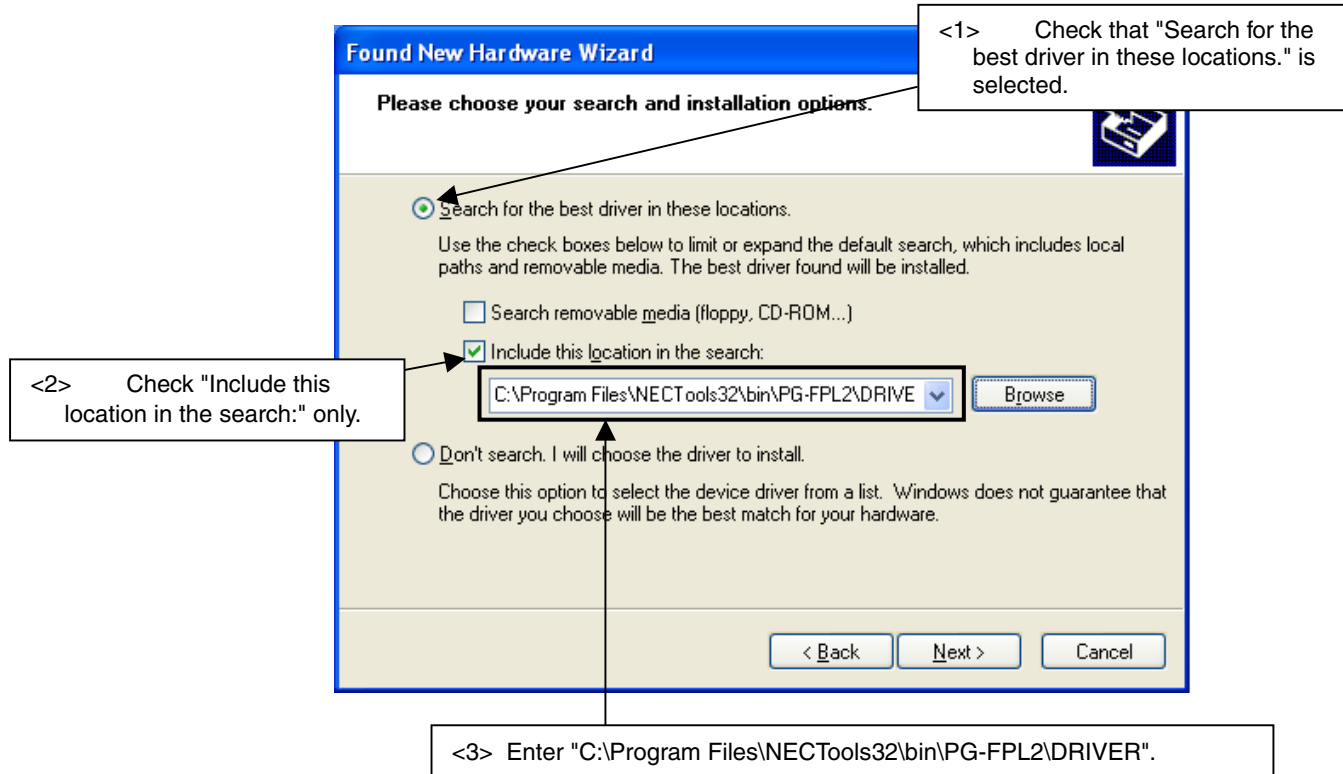 <1> Check that "Search for the
best driver in these locations." is
selected.
Found New Hardware Wizard
Please choose your search and installation options.
Search for the best driver in these locations.
Use the check boxes below to limit or expand the default search, which includes local
paths and removable media. The best driver found will be installed.
Search removable media (floppy, CD-ROM...)
Include this location in the search:
<2> Check "Include this
location in the search:" only.
C:\Program Files\NECTools32\bin\PG-FPL2\DRIVE
Browse
Don't search. I will choose the driver to install.
Choose this option to select the device driver from a list. Windows does not guarantee that
the driver you choose will be the best match for your hardware.
< Back
Next >
Cancel
<3> Enter "C:\Program Files\NECTools32\bin\PG-FPL2\DRIVER".